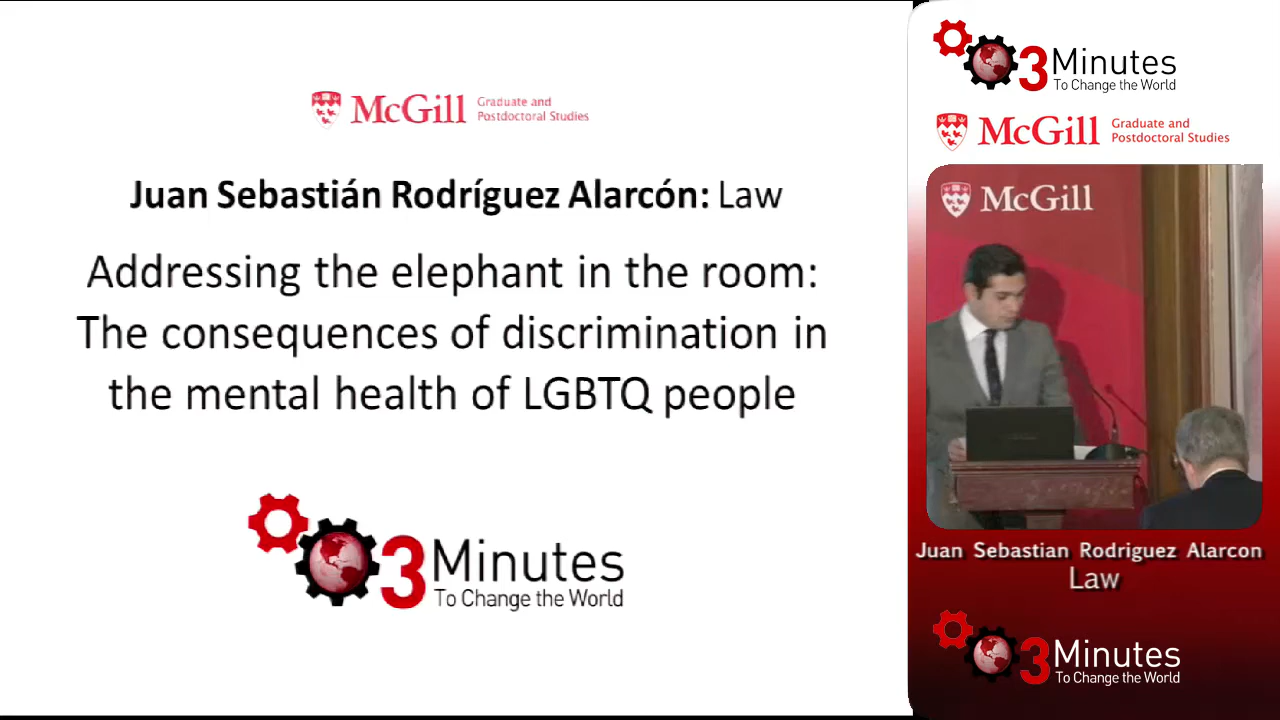 McGill Graduate and
Postdoctoral Studies
Juan Sebastián Rodríguez Alarcón: Law
Addressing the elephant in the room:
The consequences of discrimination in
the mental health of LGBTQ people
3 Minutes
To Change the World
3 Minutes
To Change the World
McGill Graduate and
Postdoctoral Studies
McGill
Juan Sebastian Rodriguez Alarcon
Law
3 Minutes
To Change the World